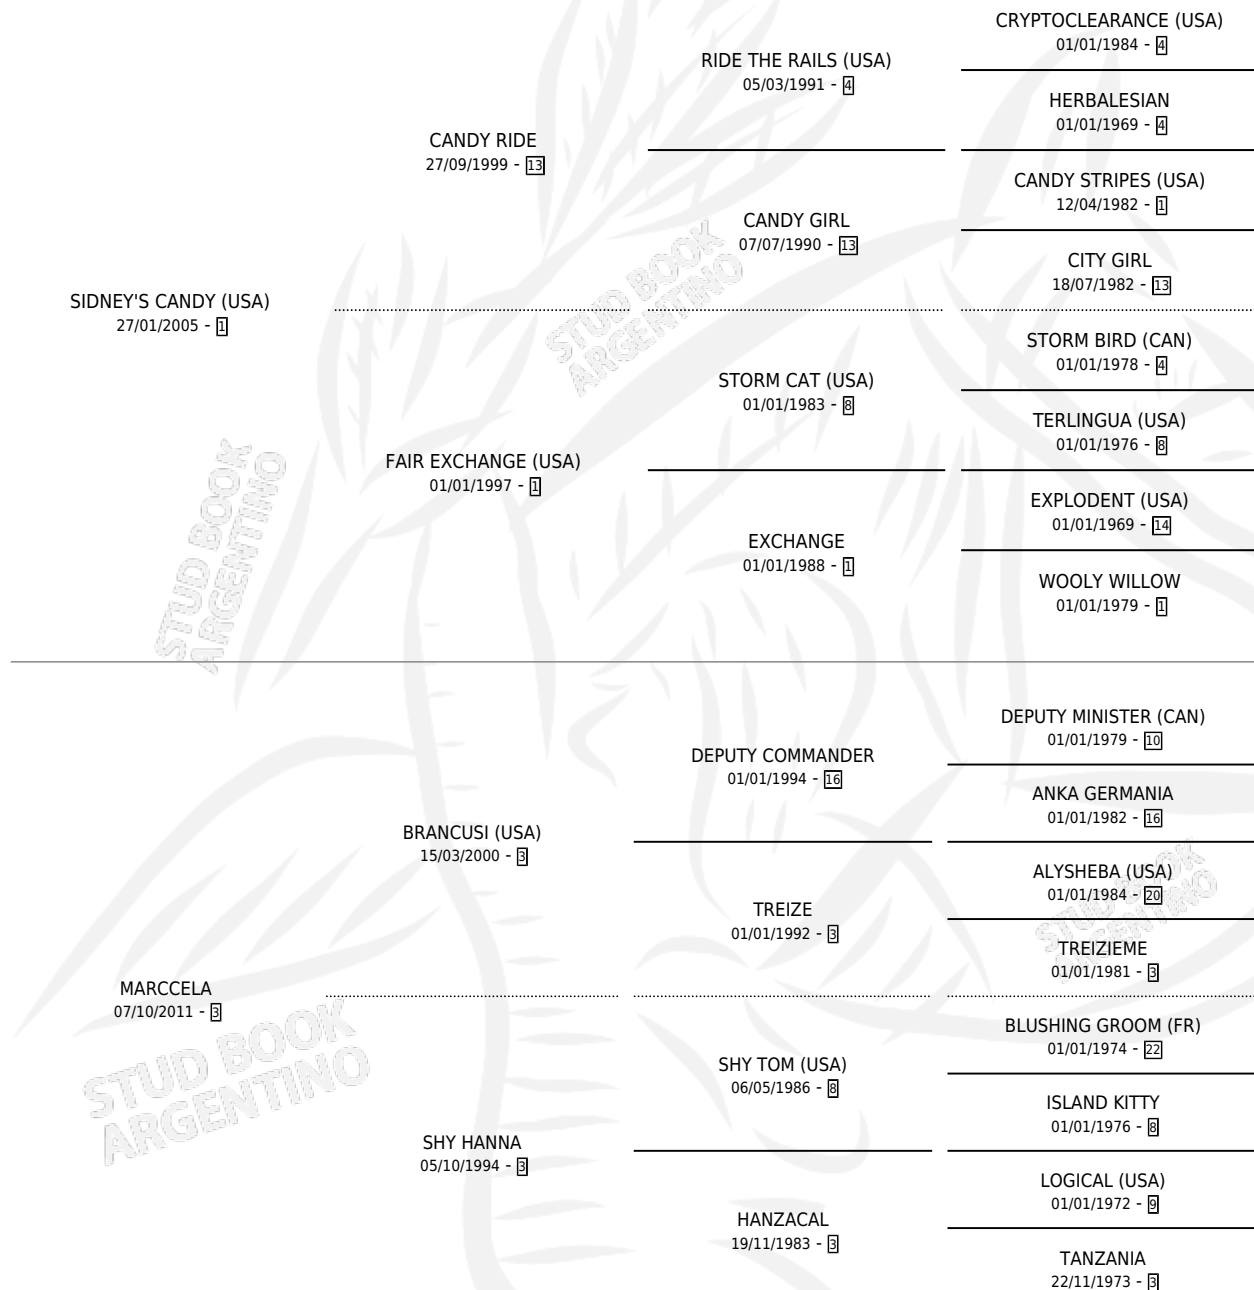 CRYPTOCLEARANCE (USA)
01/01/1984 - 4
RIDE THE RAILS (USA)
05/03/1991 - 4
HERBALESIAN
01/01/1969 - 4
CANDY RIDE
27/09/1999 - 13
CANDY STRIPES (USA)
12/04/1982 - 1
CANDY GIRL
07/07/1990 - 13
CITY GIRL
18/07/1982 - 13
SIDNEY'S CANDY (USA)
27/01/2005 - 1
STORM BIRD (CAN)
01/01/1978 - 4
STORM CAT (USA)
01/01/1983 - 8
TERLINGUA (USA)
01/01/1976 - 8
FAIR EXCHANGE (USA)
01/01/1997 - 1
EXPLODENT (USA)
01/01/1969 - 14
EXCHANGE
01/01/1988 - 1
WOOLY WILLOW
01/01/1979 - 1
DEPUTY MINISTER (CAN)
01/01/1979 - 10
DEPUTY COMMANDER
01/01/1994 - 16
ANKA GERMANIA
01/01/1982 - 16
BRANCUSI (USA)
15/03/2000 - 3
ALYSHEBA (USA)
01/01/1984 - 20
TREIZE
01/01/1992 - 3
TREIZIEME
01/01/1981 - 3
MARCCELA
07/10/2011 - 3
BLUSHING GROOM (FR)
01/01/1974 - 22
SHY TOM (USA)
06/05/1986 - 8
ISLAND KITTY
01/01/1976 - 8
SHY HANNA
05/10/1994 - 3
LOGICAL (USA)
01/01/1972 - 9
HANZACAL
19/11/1983 - 3
TANZANIA
22/11/1973 - 3
STUD BOOK
ARGENTINO
STUD BOOK
ARGENTINO
STUD BOOK
ARGENTINO
STUD BOOK
ARGENTINO